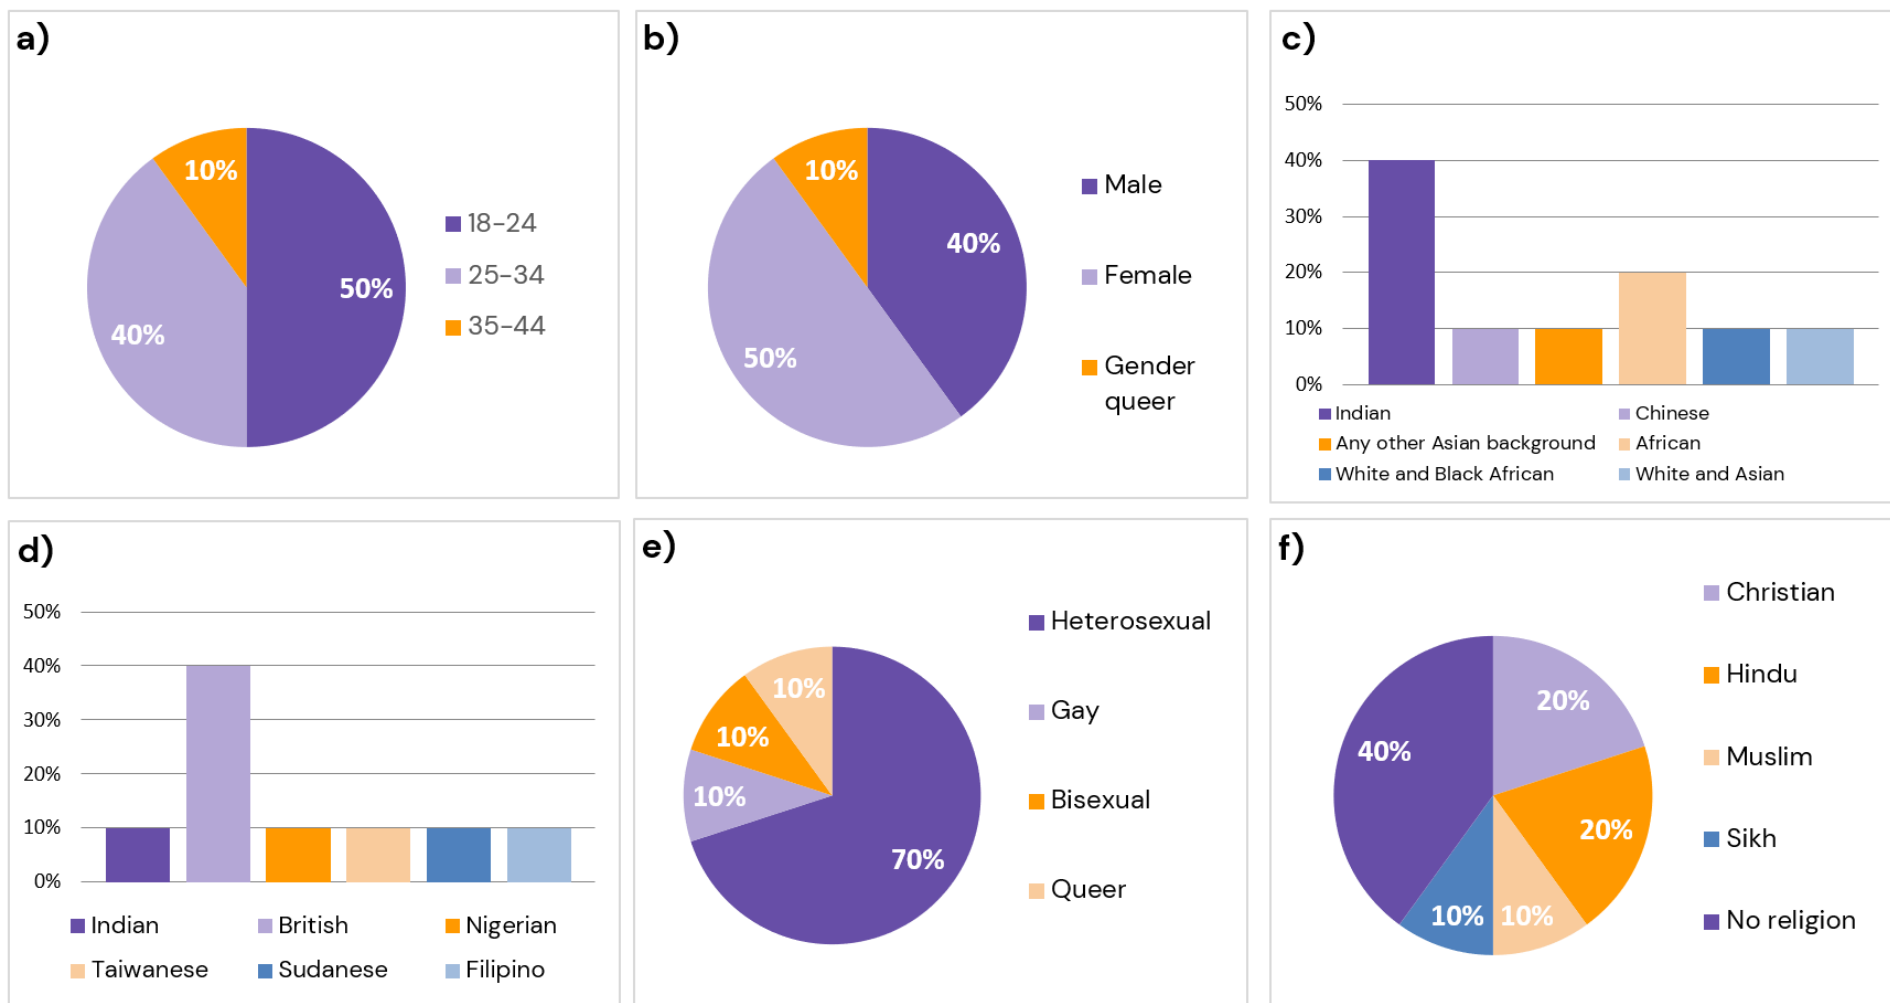 a)
10%
50%
40%
18-24
25-34
35-44
b)
10%
40%
50%
Male
Female
Gender
queer
c)
50%
40%
30%
20%
10%
0%
Indian
Chinese
Any other Asian background
African
White and Black African
White and Asian
d)
50%
40%
30%
20%
10%
0%
Indian
British
Nigerian
Taiwanese
Sudanese
Filipino
e)
10%
10%
10%
70%
Heterosexual
Gay
Bisexual
Queer
f)
20%
40%
20%
10%
10%
Christian
Hindu
Muslim
Sikh
No religion